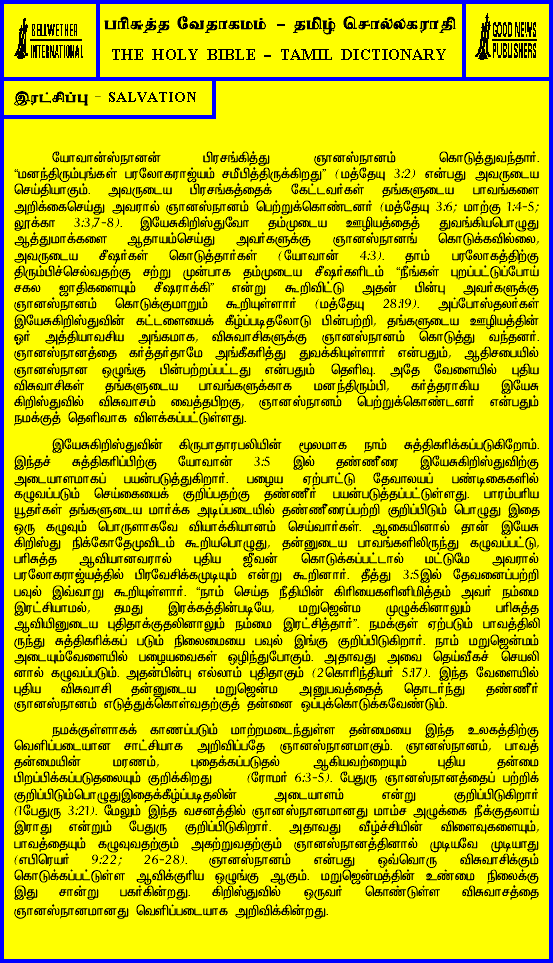 BELLWETHER
INTERNATIONAL
பரிசுத்த வேதாகமம் – தமிழ் சொல்லகராதி
THE HOLY BIBLE – TAMIL DICTIONARY
GOOD NEWS
PUBLISHERS
இரட்சிப்பு – SALVATION
யோவான்ஸ்நானன் பிரசங்கித்து ஞானஸ்நானம் கொடுத்துவந்தார்.
“மனந்திரும்புங்கள் பரலோகராஜ்யம் சமீபித்திருக்கிறது” (மத்தேயு 3:2) என்பது அவருடைய
செய்தியாகும். அவருடைய பிரசங்கத்தைக் கேட்டவர்கள் தங்களுடைய பாவங்களை
அறிக்கைசெய்து அவரால் ஞானஸ்நானம் பெற்றுக்கொண்டனர் (மத்தேயு 3:6; மாற்கு 1:4-5;
லூக்கா 3:3,7-8). இயேசுகிறிஸ்துவோ தம்முடைய ஊழியத்தைத் துவங்கியபொழுது
ஆத்துமாக்களை ஆதாயம்செய்து அவர்களுக்கு ஞானஸ்நானங் கொடுக்கவில்லை,
அவருடைய சீஷர்கள் கொடுத்தார்கள் (யோவான் 4:3). தாம் பரலோகத்திற்கு
திரும்பிச்செல்வதற்கு சற்று முன்பாக தம்முடைய சீஷர்களிடம் “நீங்கள் புறப்பட்டுப்போய்
சகல ஜாதிகளையும் சீஷராக்கி” என்று கூறிவிட்டு அதன் பின்பு அவர்களுக்கு
ஞானஸ்நானம் கொடுக்குமாறும் கூறியுள்ளார் (மத்தேயு 28:19). அப்போஸ்தலர்கள்
இயேசுகிறிஸ்துவின் கட்டளையைக் கீழ்ப்படிதலோடு பின்பற்றி, தங்களுடைய ஊழியத்தின்
ஓர் அத்தியாவசிய அங்கமாக, விசுவாசிகளுக்கு ஞானஸ்நானம் கொடுத்து வந்தனர்.
ஞானஸ்நானத்தை கர்த்தர்தாமே அங்கீகரித்து துவக்கியுள்ளார் என்பதும், ஆதிசபையில்
ஞானஸ்நான ஒழுங்கு பின்பற்றப்பட்டது என்பதும் தெளிவு. அதே வேளையில் புதிய
விசுவாசிகள் தங்களுடைய பாவங்களுக்காக மனந்திரும்பி, கர்த்தராகிய இயேசு
கிறிஸ்துவில் விசுவாசம் வைத்தபிறகு, ஞானஸ்நானம் பெற்றுக்கொண்டனர் என்பதும்
நமக்குத் தெளிவாக விளக்கப்பட்டுள்ளது.
இயேசுகிறிஸ்துவின் கிருபாதாரபலியின் மூலமாக நாம் சுத்திகரிக்கப்படுகிறோம்.
இந்தச் சுத்திகரிப்பிற்கு யோவான் 3:5 இல் தண்ணீரை இயேசுகிறிஸ்துவிற்கு
அடையாளமாகப் பயன்படுத்துகிறார். பழைய ஏற்பாட்டு தேவாலயப் பண்டிகைகளில்
கழுவப்படும் செய்கையைக் குறிப்பதற்கு தண்ணீர் பயன்படுத்தப்பட்டுள்ளது. பாரம்பரிய
யூதர்கள் தங்களுடைய மார்க்க அடிப்படையில் தண்ணீரைப்பற்றி குறிப்பிடும் பொழுது இதை
ஒரு கழுவும் பொருளாகவே வியாக்கியானம் செய்வார்கள். ஆகையினால் தான் இயேசு
கிறிஸ்து நிக்கோதேமுவிடம் கூறியபொழுது, தன்னுடைய பாவங்களிலிருந்து கழுவப்பட்டு,
பரிசுத்த ஆவியானவரால் புதிய ஜீவன் கொடுக்கப்பட்டால் மட்டுமே அவரால்
பரலோகராஜ்யத்தில் பிரவேசிக்கமுடியும் என்று கூறினார். தீத்து 3:5இல் தேவனைப்பற்றி
பவுல் இவ்வாறு கூறியுள்ளார். “நாம் செய்த நீதியின் கிரியைகளினிமித்தம் அவர் நம்மை
இரட்சியாமல், தமது இரக்கத்தின்படியே, மறுஜென்ம முழுக்கினாலும் பரிசுத்த
ஆவியினுடைய புதிதாக்குதலினாலும் நம்மை இரட்சித்தார்”. நமக்குள் ஏற்படும் பாவத்திலி
ருந்து சுத்திகரிக்கப் படும் நிலைமையை பவுல் இங்கு குறிப்பிடுகிறார். நாம் மறுஜென்மம்
அடையும்வேளையில் பழையவைகள் ஒழிந்துபோகும். அதாவது அவை தெய்வீகச் செயலி
னால் கழுவப்படும். அதன்பின்பு எல்லாம் புதிதாகும் (2கொரிந்தியர் 5:17). இந்த வேளையில்
புதிய விசுவாசி தன்னுடைய மறுஜென்ம அனுபவத்தைத் தொடர்ந்து தண்ணீர்
ஞானஸ்நானம் எடுத்துக்கொள்வதற்குத் தன்னை ஒப்புக்கொடுக்கவேண்டும்.
நமக்குள்ளாகக் காணப்படும் மாற்றமடைந்துள்ள தன்மையை இந்த உலகத்திற்கு
வெளிப்படையான சாட்சியாக அறிவிப்பதே ஞானஸ்நானமாகும். ஞானஸ்நானம், பாவத்
தன்மையின் மரணம், புதைக்கப்படுதல் ஆகியவற்றையும் புதிய தன்மை
பிறப்பிக்கப்படுதலையும் குறிக்கிறது (ரோமர் 6:3-5). பேதுரு ஞானஸ்நானத்தைப் பற்றிக்
குறிப்பிடும்பொழுதுஇதைக்கீழ்ப்படிதலின் அடையாளம் என்று குறிப்பிடுகிறார்
(1பேதுரு 3:21). மேலும் இந்த வசனத்தில் ஞானஸ்நானமானது மாம்ச அழுக்கை நீக்குதலாய்
இராது என்றும் பேதுரு குறிப்பிடுகிறார். அதாவது வீழ்ச்சியின் விளைவுகளையும்,
பாவத்தையும் கழுவுவதற்கும் அகற்றுவதற்கும் ஞானஸ்நானத்தினால் முடியவே முடியாது
(எபிரெயர் 9:22; 26-28). ஞானஸ்நானம் என்பது ஒவ்வொரு விசுவாசிக்கும்
கொடுக்கப்பட்டுள்ள ஆவிக்குரிய ஒழுங்கு ஆகும். மறுஜென்மத்தின் உண்மை நிலைக்கு
இது சான்று பகர்கின்றது. கிறிஸ்துவில் ஒருவர் கொண்டுள்ள விசுவாசத்தை
ஞானஸ்நானமானது வெளிப்படையாக அறிவிக்கின்றது.